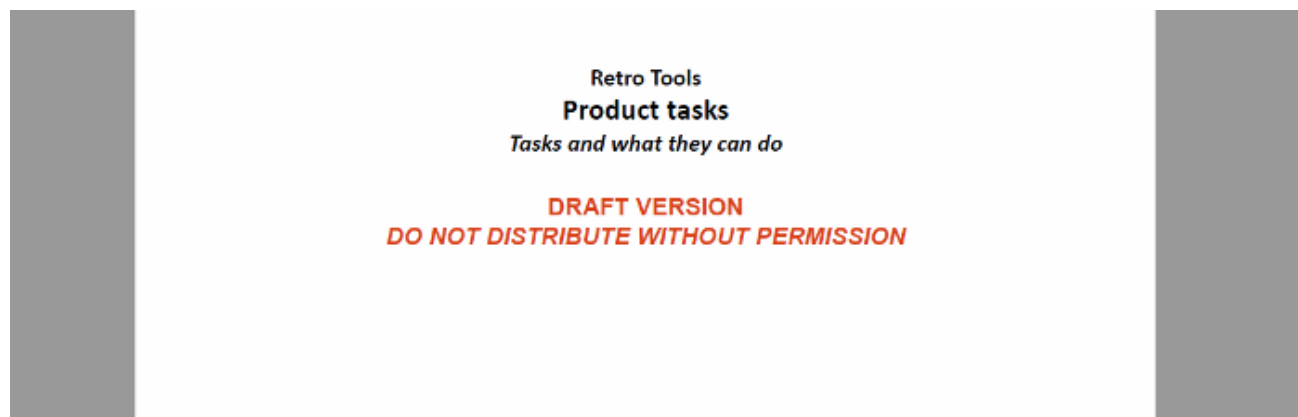 Retro Tools
Product tasks
Tasks and what they can do
DRAFT VERSION
DO NOT DISTRIBUTE WITHOUT PERMISSION